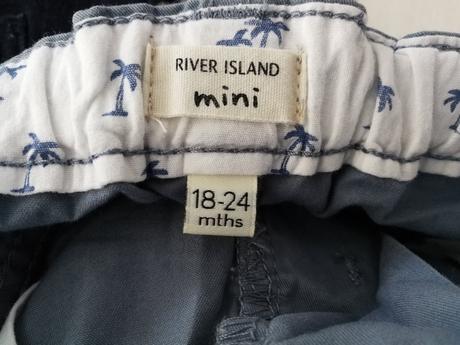 RIVER ISLAND
mini
18-24
mths